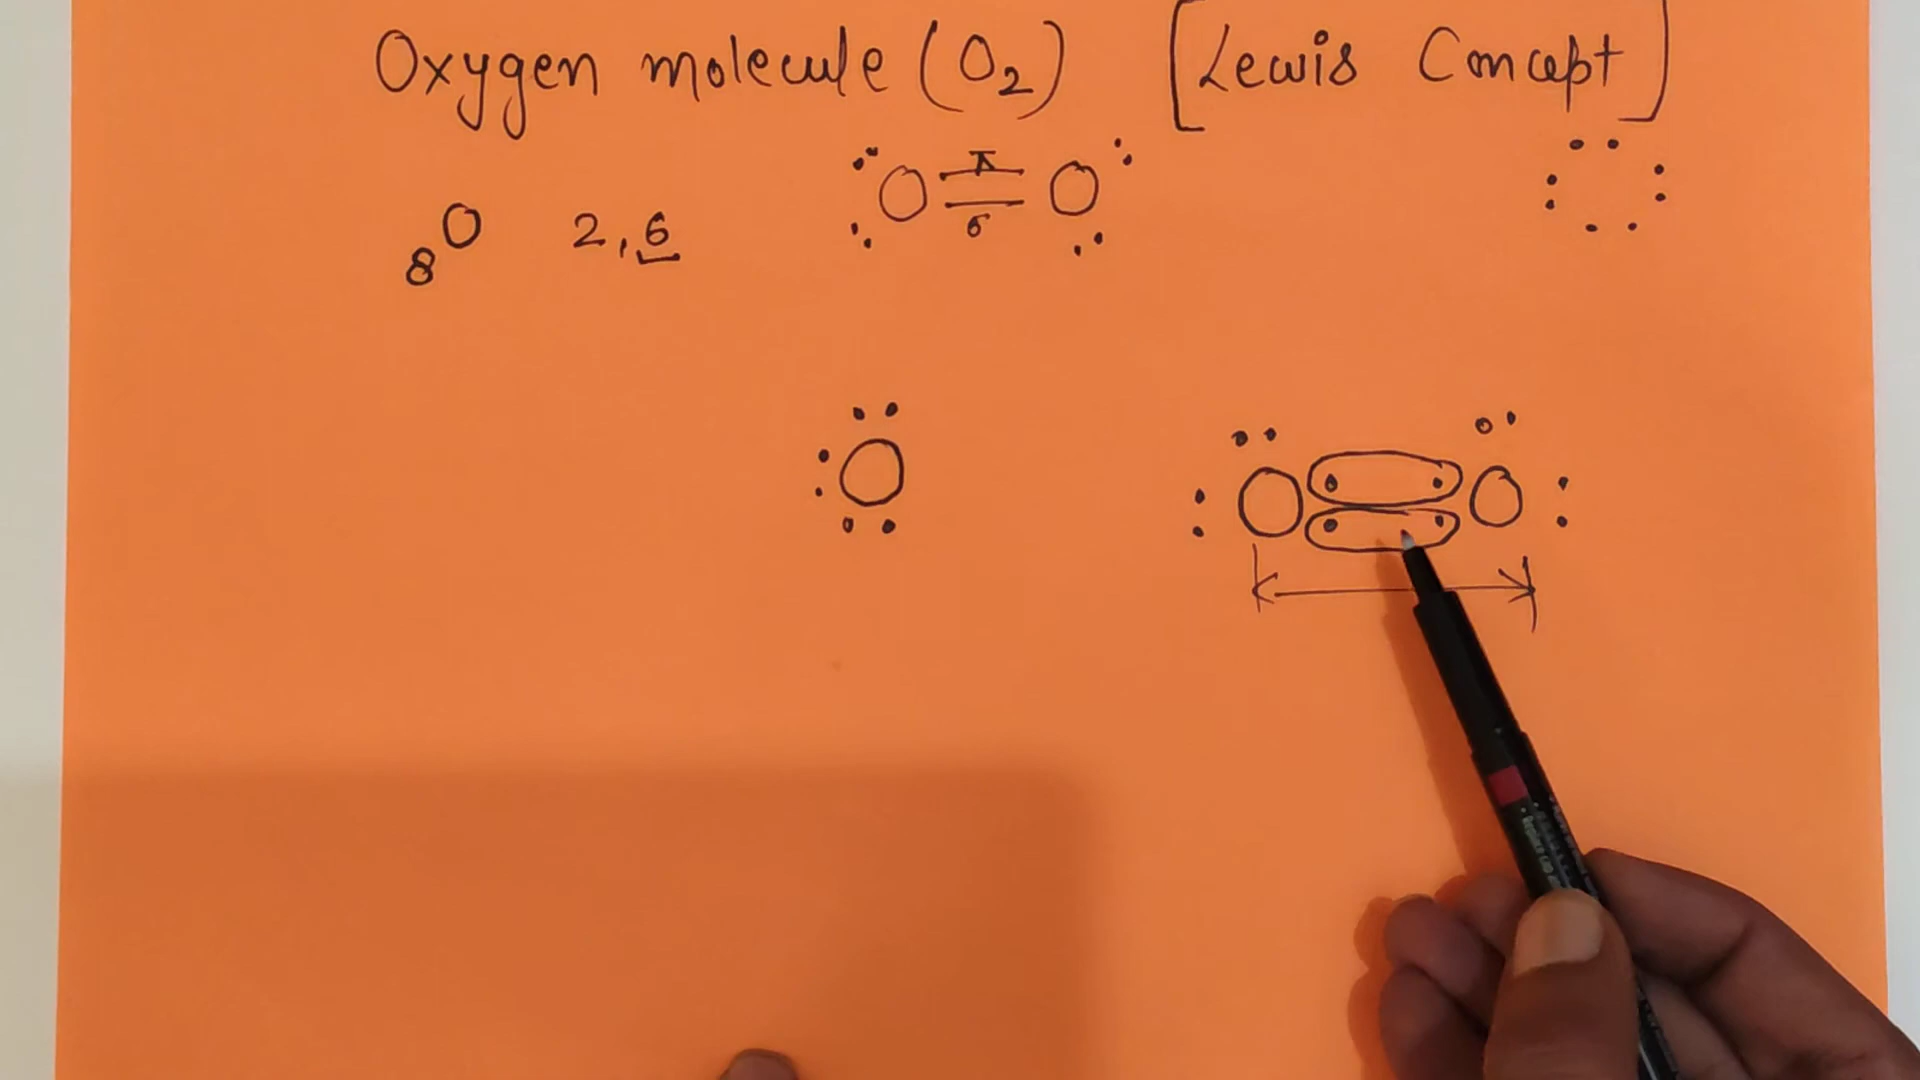 Oxygen molecule (O₂) [Lewis Concept]
O π σ O
₈O 2, 6
O
O O